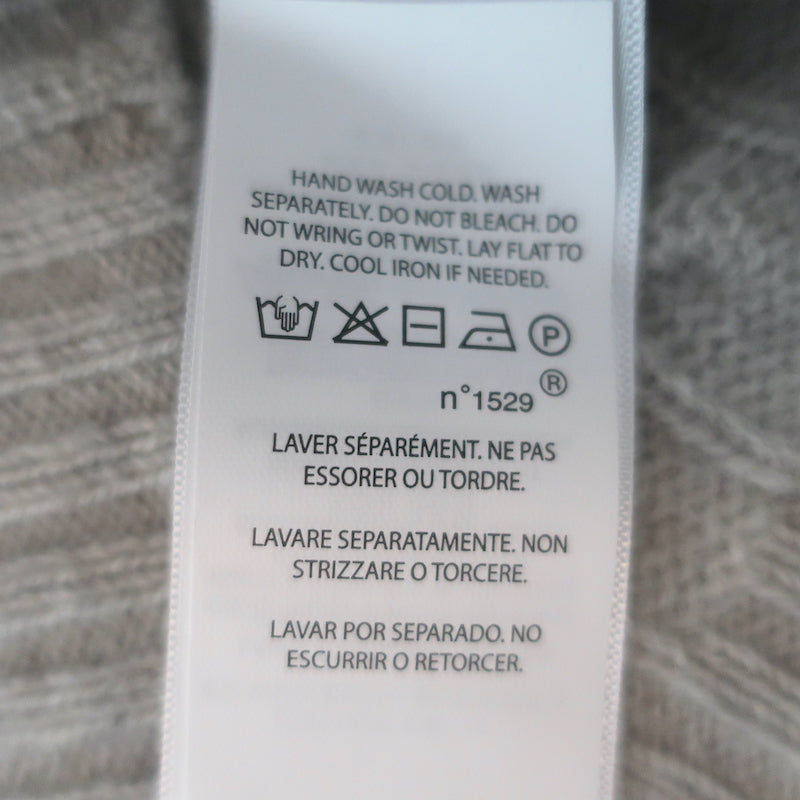 HAND WASH COLD. WASH
SEPARATELY. DO NOT BLEACH. DO
NOT WRING OR TWIST. LAY FLAT TO
DRY. COOL IRON IF NEEDED.
P
n°1529 ®
LAVER SÉPARÉMENT. NE PAS
ESSORER OU TORDRE.
LAVARE SEPARATAMENTE. NON
STRIZZARE O TORCERE.
LAVAR POR SEPARADO. NO
ESCURRIR O RETORCER.